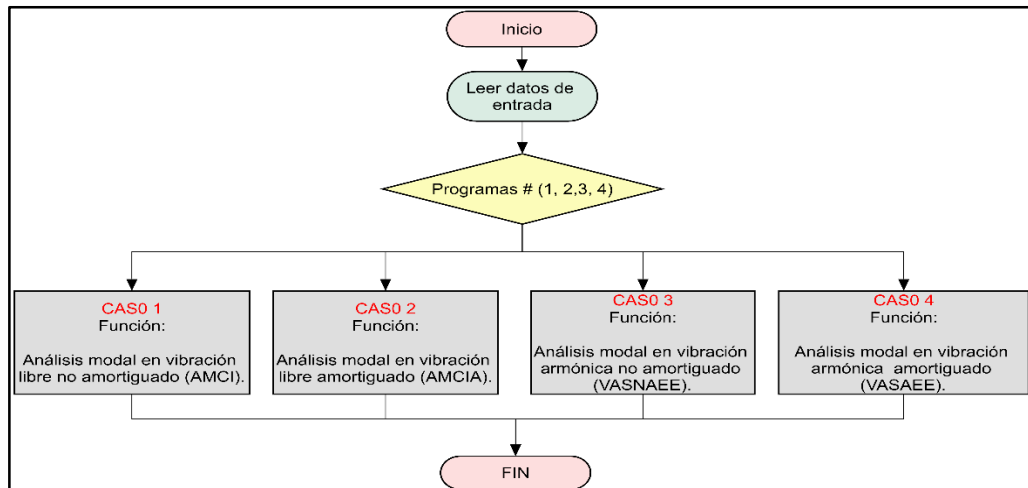 Inicio
Leer datos de
entrada
Programas # (1, 2,3, 4)
CAS0 1
Función:
Análisis modal en vibración
libre no amortiguado (AMCI).
CAS0 2
Función:
Análisis modal en vibración
libre amortiguado (AMCIA).
CAS0 3
Función:
Análisis modal en vibración
armónica no amortiguado
(VASNAEE).
CAS0 4
Función:
Análisis modal en vibración
armónica amortiguado
(VASAEE).
FIN